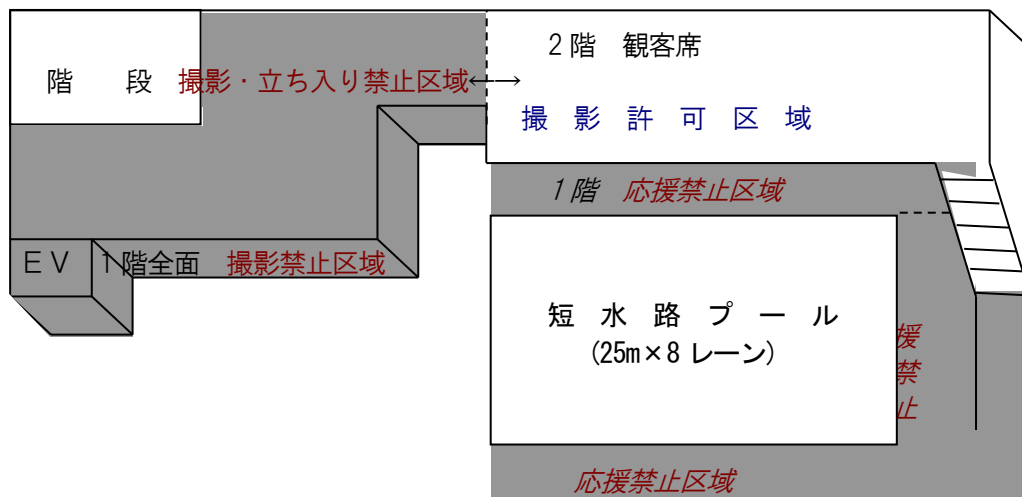 2階 観客席
階 段 撮影・立ち入り禁止区域←→
撮 影 許 可 区 域
1階 応援禁止区域
EV 1階全面 撮影禁止区域
短 水 路 プ ー ル
(25m×8レーン)
援
禁
止
応援禁止区域